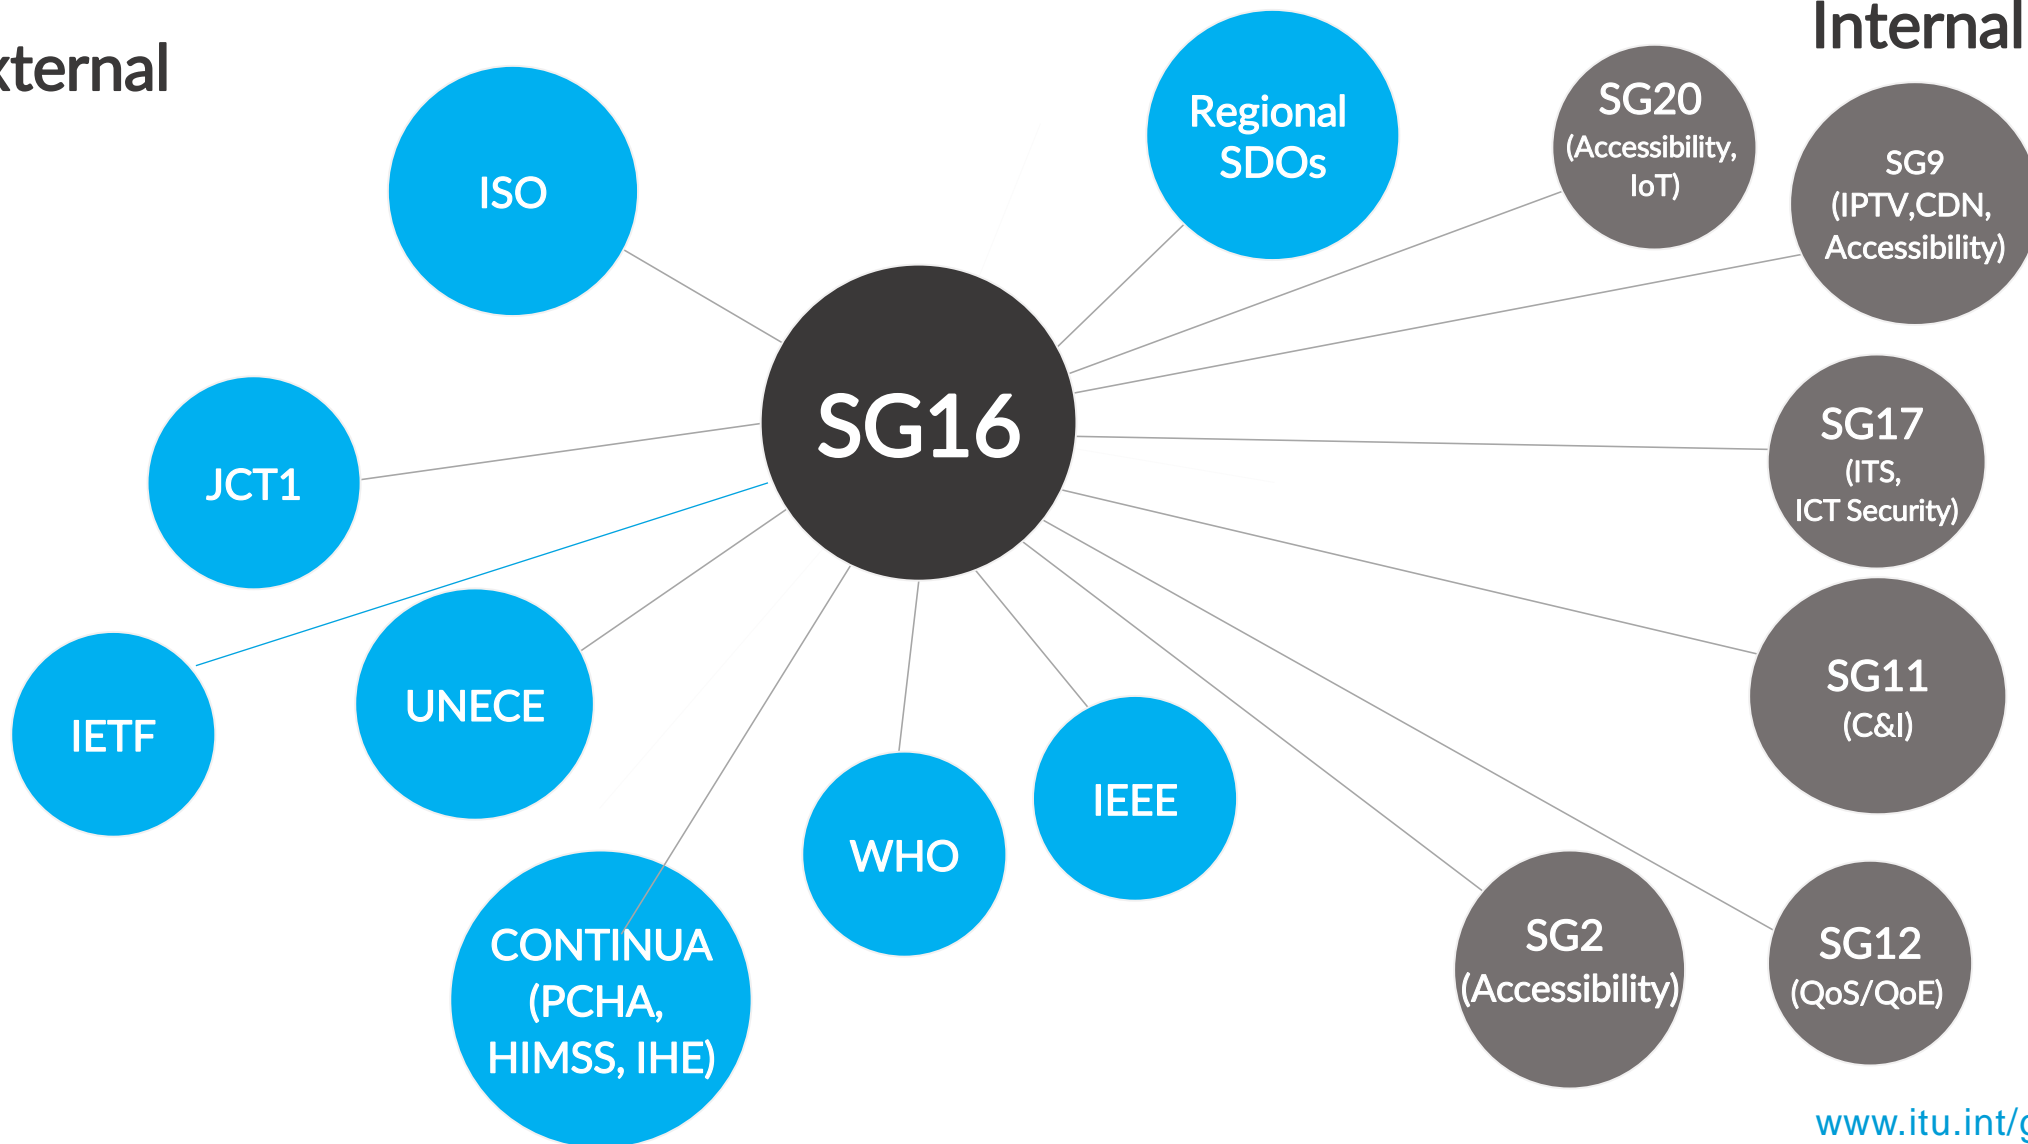 xternal
Internal
ISO
Regional
SDOs
SG20
(Accessibility,
IoT)
SG9
(IPTV,CDN,
Accessibility)
SG16
JCT1
SG17
(ITS,
ICT Security)
IETF
UNECE
SG11
(C&I)
IEEE
WHO
CONTINUA
(PCHA,
HIMSS, IHE)
SG2
(Accessibility)
SG12
(QoS/QoE)
www.itu.int/g